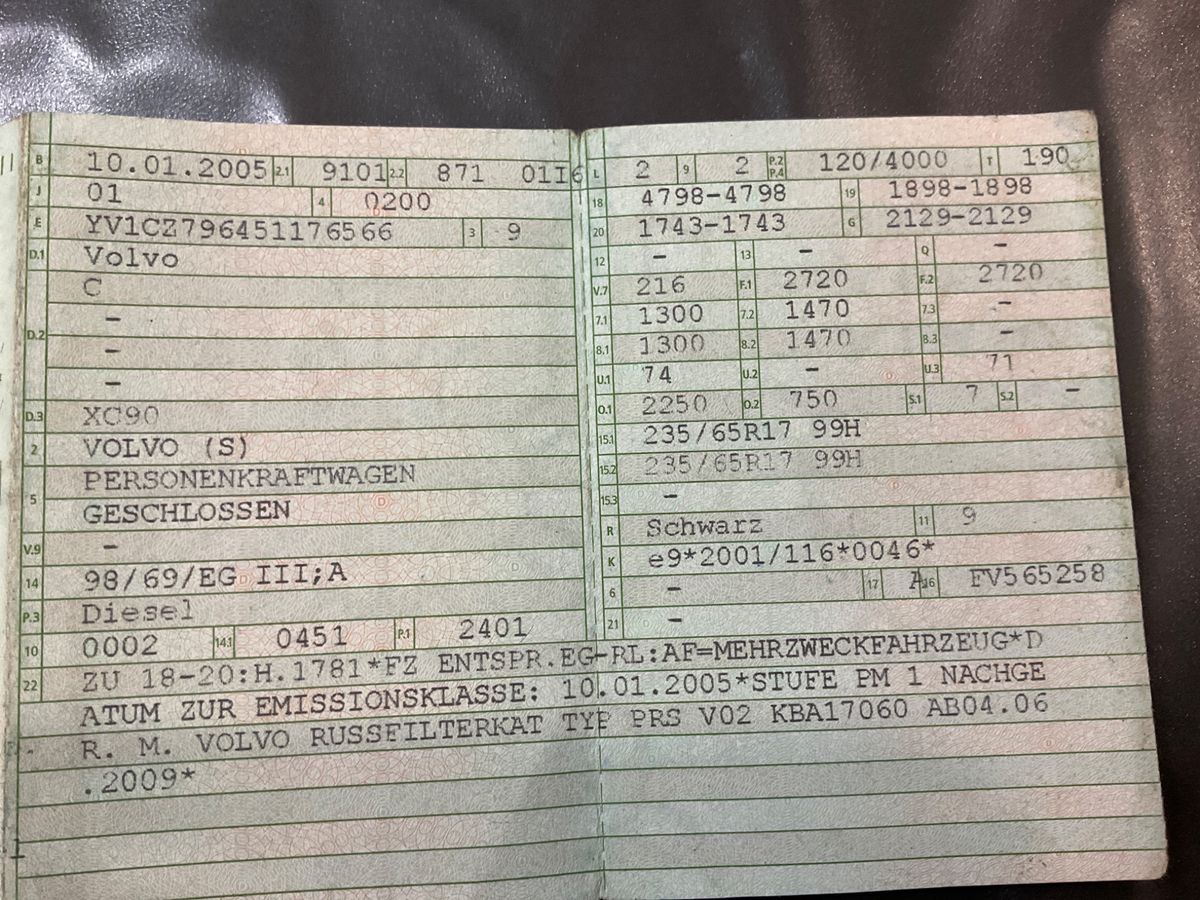 B 10.01.2005 2.1 9101 2.2 871 01I6
J 01 4 0200
E YV1CZ796451176566 3 9
D.1 Volvo
C
-
D.2 -
-
D.3 XC90
2 VOLVO (S)
PERSONENKRAFTWAGEN
5 GESCHLOSSEN
V.9 -
14 98/69/EG III;A
P.3 Diesel
10 0002 14.1 0451 P.1 2401
L 2 9 2 P.2 P.4 120/4000 T 190
18 4798-4798 19 1898-1898
20 1743-1743 G 2129-2129
12 - 13 - Q -
V.7 216 F.1 2720 F.2 2720
7.1 1300 7.2 1470 7.3 -
8.1 1300 8.2 1470 8.3 -
U.1 74 U.2 - U.3 71
O.1 2250 O.2 750 S.1 7 S.2 -
15.1 235/65R17 99H
15.2 235/65R17 99H
15.3 -
R Schwarz 11 9
K e9*2001/116*0046*
6 - 17 A 16 FV565258
21 -
22 ZU 18-20:H.1781*FZ ENTSPR.EG-RL:AF=MEHRZWECKFAHRZEUG*D
ATUM ZUR EMISSIONSKLASSE: 10.01.2005*STUFE PM 1 NACHGE
R. M. VOLVO RUSSFILTERKAT TYP PRS V02 KBA17060 AB04.06
.2009*